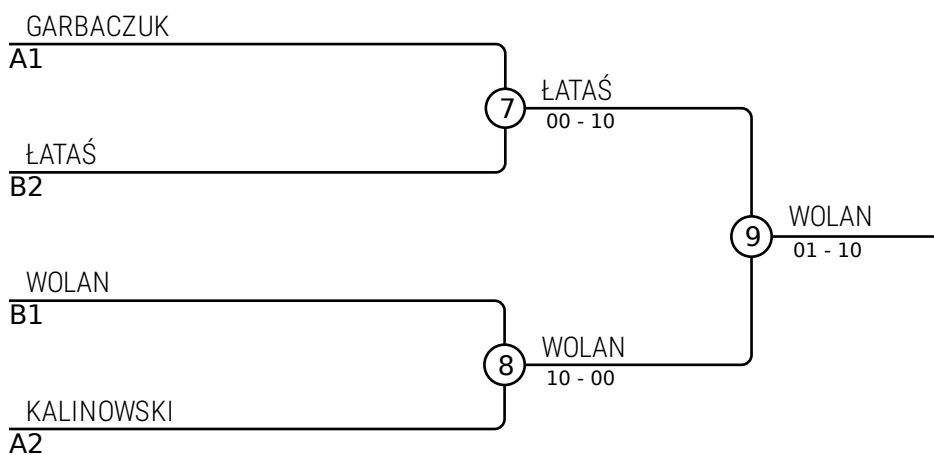 GARBACZUK
A1
7
ŁATAŚ
00 - 10
ŁATAŚ
B2
9
WOLAN
01 - 10
WOLAN
B1
8
WOLAN
10 - 00
KALINOWSKI
A2